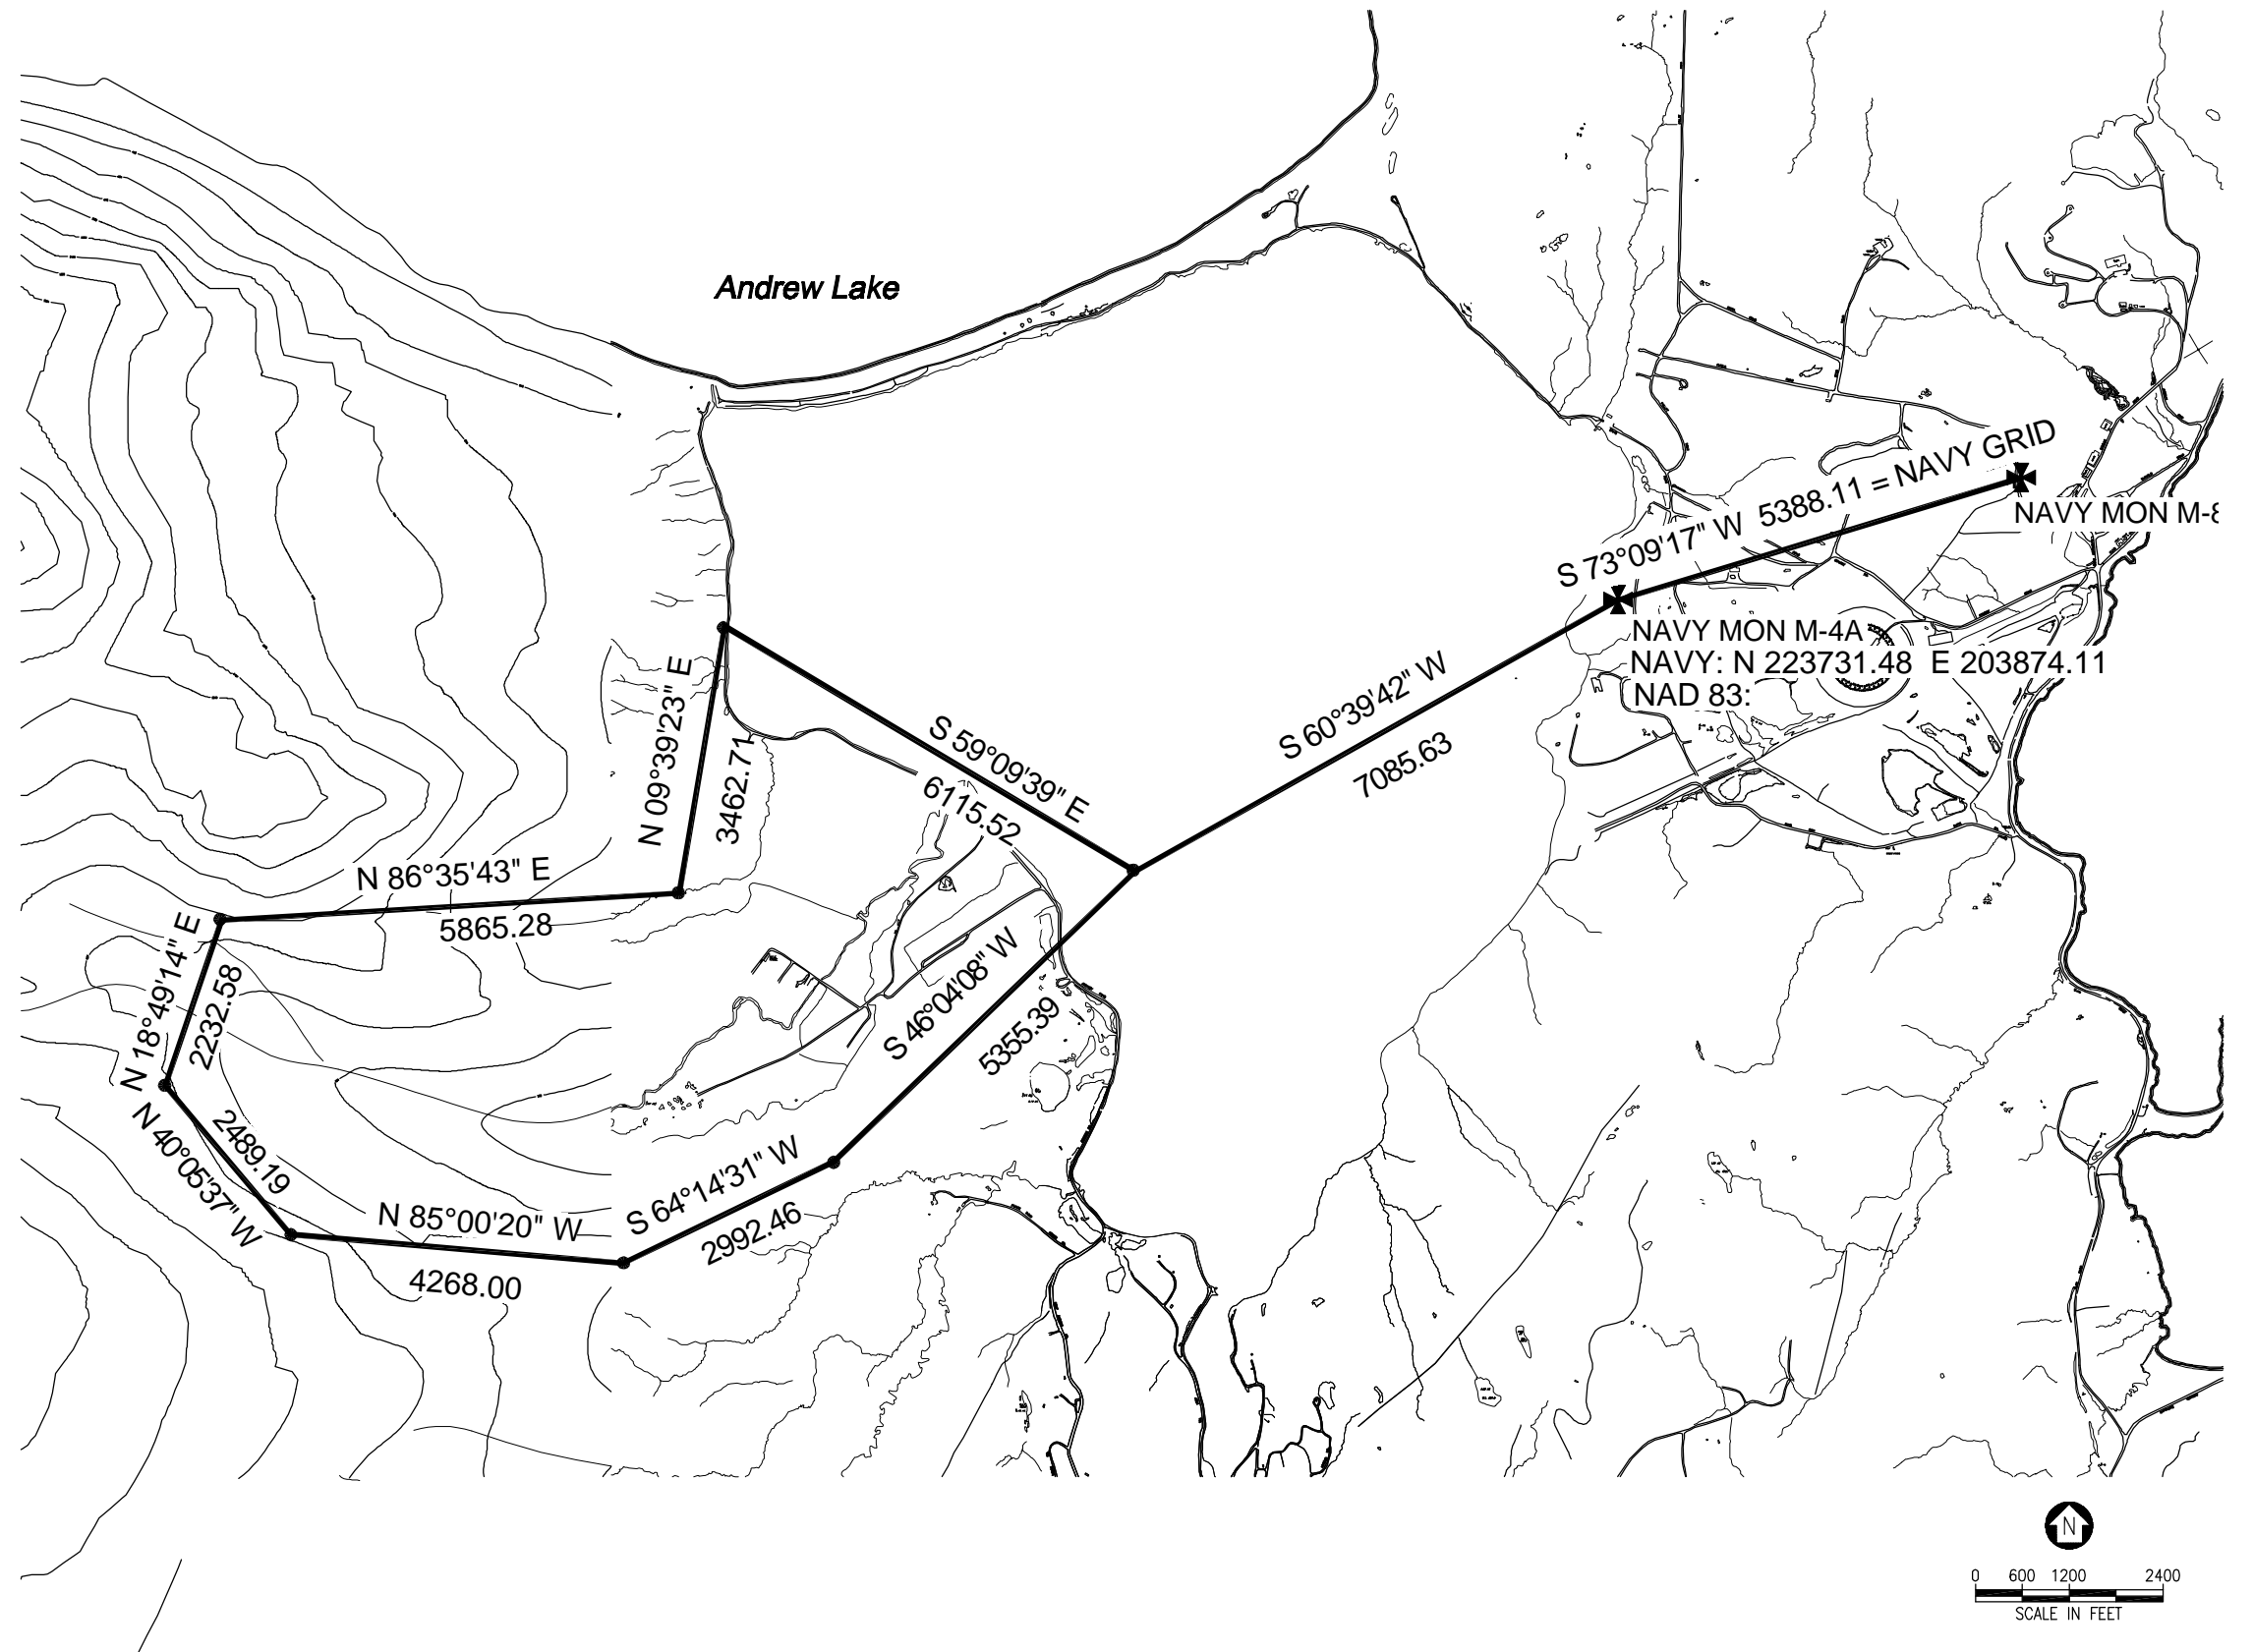 Andrew Lake
S 73°09'17" W 5388.11 = NAVY GRID
NAVY MON M-
NAVY MON M-4A
NAVY: N 223731.48 E 203874.11
NAD 83:
S 60°39'42" W
7085.63
S 59°09'39" E
6115.52
N 09°39'23" E
3462.71
N 86°35'43" E
5865.28
N 18°49'14" E
2232.58
S 46°04'08" W
5355.39
N 40°05'37" W
2489.19
S 64°14'31" W
2992.46
N 85°00'20" W
4268.00
N
0 600 1200 2400
SCALE IN FEET